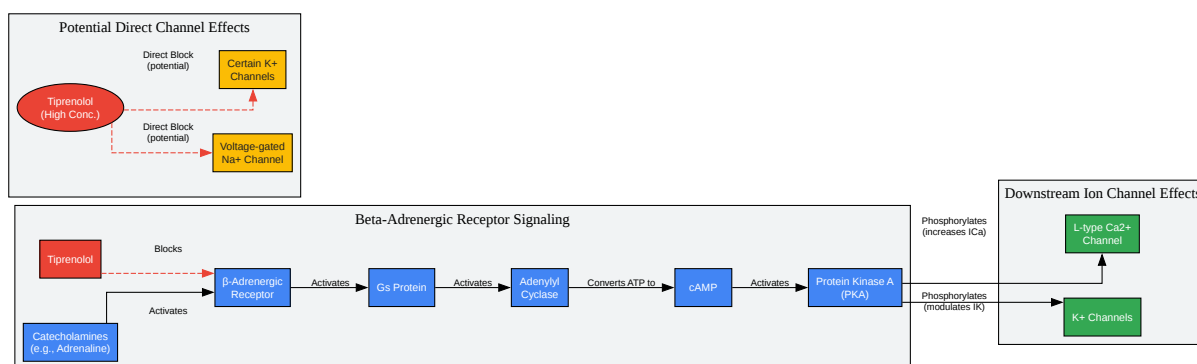 Potential Direct Channel Effects
Direct Block
(potential)
Certain K+
Channels
Tiprenolol
(High Conc.)
Direct Block
(potential)
Voltage-gated
Na+ Channel
Beta-Adrenergic Receptor Signaling
Tiprenolol
Blocks
Catecholamines
(e.g., Adrenaline)
Activates
β-Adrenergic
Receptor
Activates
Gs Protein
Activates
Adenylyl
Cyclase
Converts ATP to
cAMP
Activates
Protein Kinase A
(PKA)
Phosphorylates
(increases ICa)
Phosphorylates
(modulates IK)
Downstream Ion Channel Effects
L-type Ca2+
Channel
K+ Channels